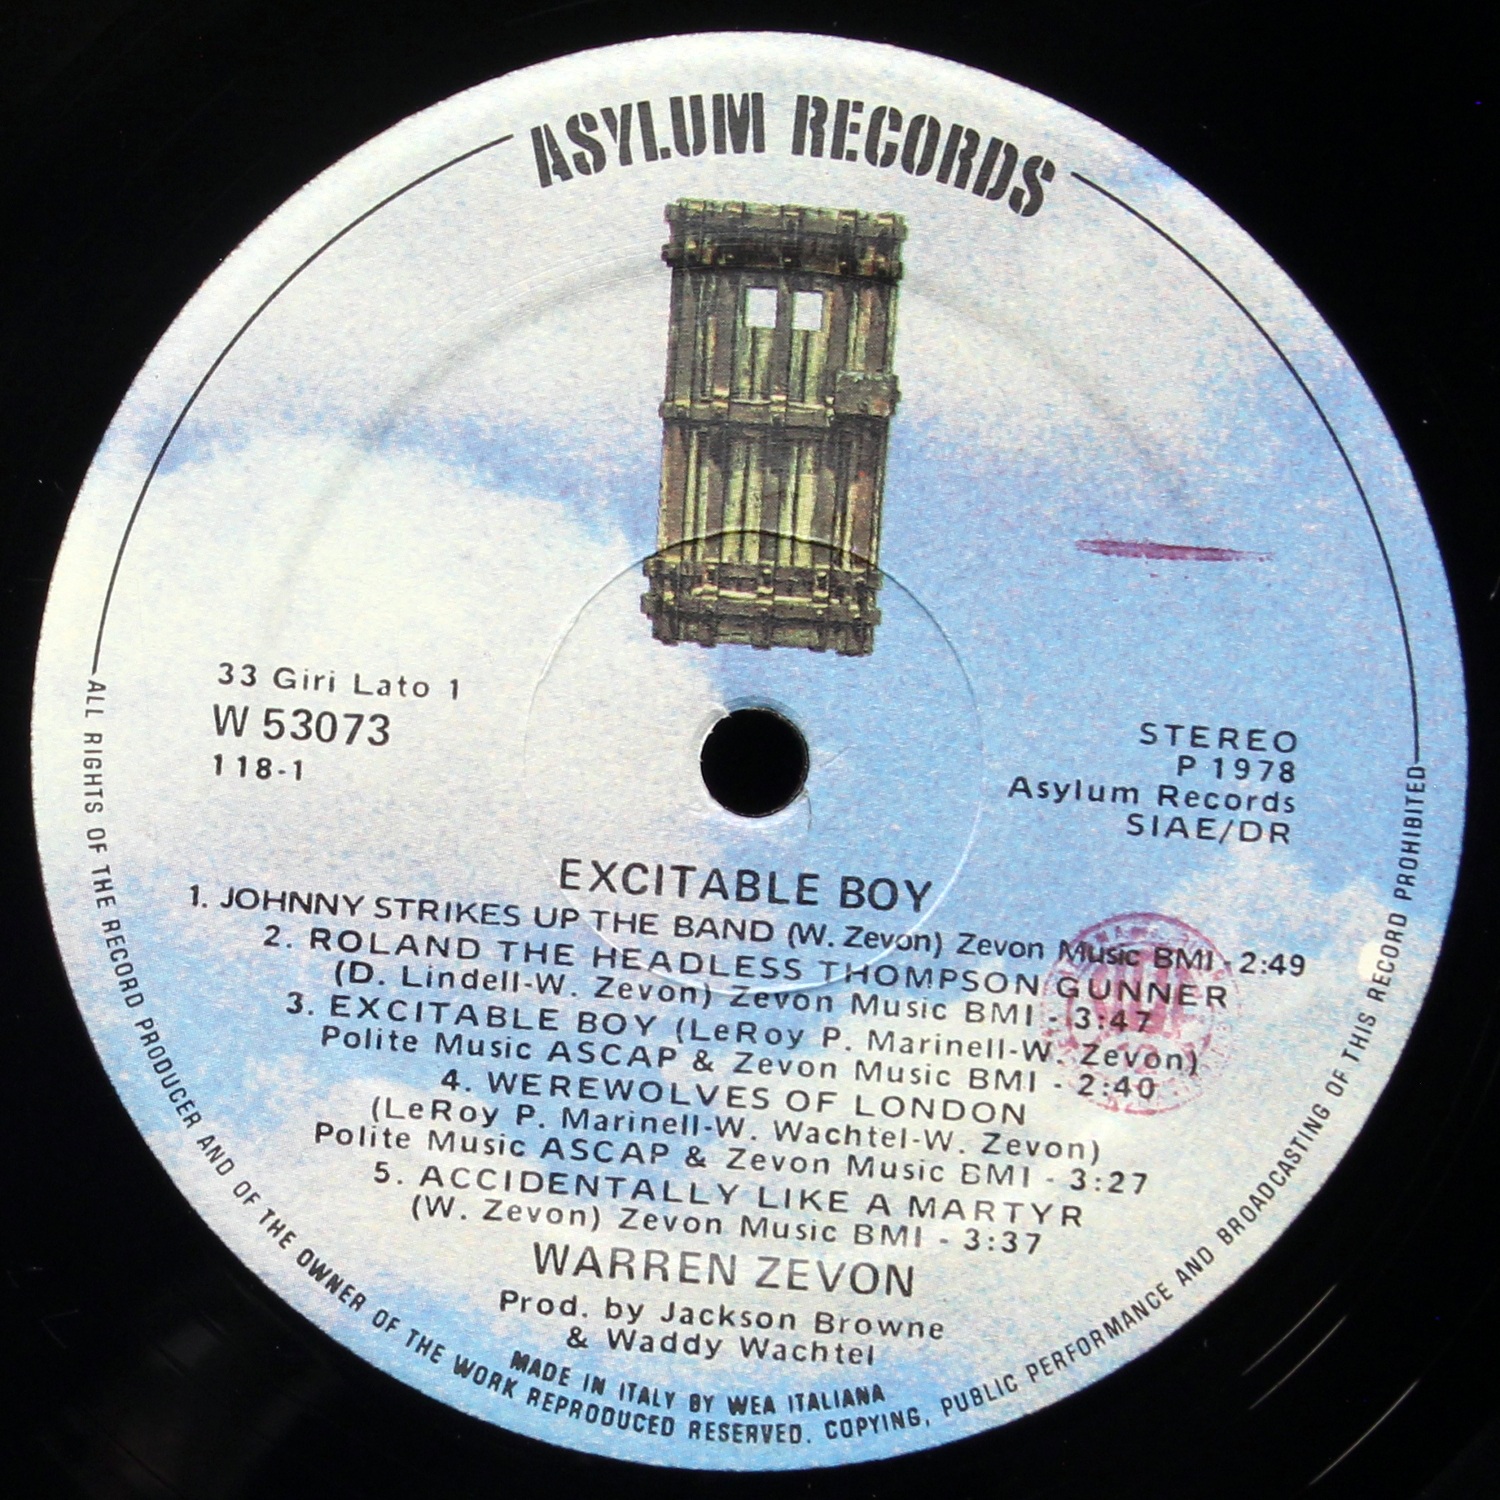 ASYLUM RECORDS
33 Giri Lato 1
W 53073
118-1
STEREO
P 1978
Asylum Records
SIAE/DR
EXCITABLE BOY
1. JOHNNY STRIKES UP THE BAND (W. Zevon) Zevon Music BMI - 2:49
2. ROLAND THE HEADLESS THOMPSON GUNNER
(D. Lindell-W. Zevon) Zevon Music BMI - 3:47
3. EXCITABLE BOY (LeRoy P. Marinell-W. Zevon)
Polite Music ASCAP & Zevon Music BMI - 2:40
4. WEREWOLVES OF LONDON
(LeRoy P. Marinell-W. Wachtel-W. Zevon)
Polite Music ASCAP & Zevon Music BMI - 3:27
5. ACCIDENTALLY LIKE A MARTYR
(W. Zevon) Zevon Music BMI - 3:37
WARREN ZEVON
Prod. by Jackson Browne
& Waddy Wachtel
MADE IN ITALY BY WEA ITALIANA
ALL RIGHTS OF THE RECORD PRODUCER AND OF THE OWNER OF THE WORK REPRODUCED RESERVED. COPYING, PUBLIC PERFORMANCE AND BROADCASTING OF THIS RECORD PROHIBITED